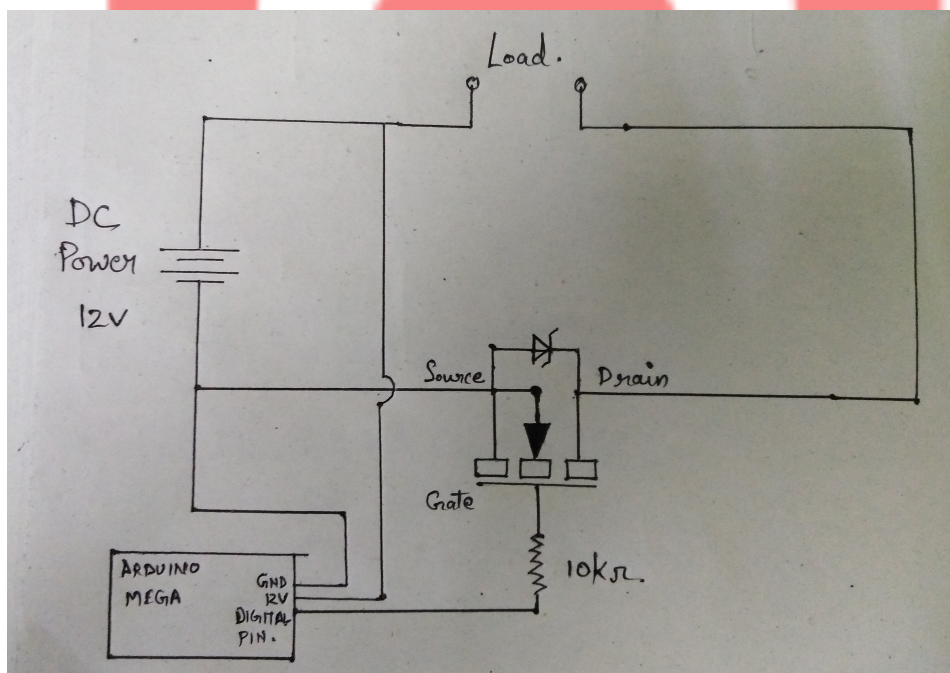 Load.
DC
Power
12V
Source
Drain
Gate
10kΩ.
ARDUINO
MEGA
GND
12V
DIGITAL
PIN.